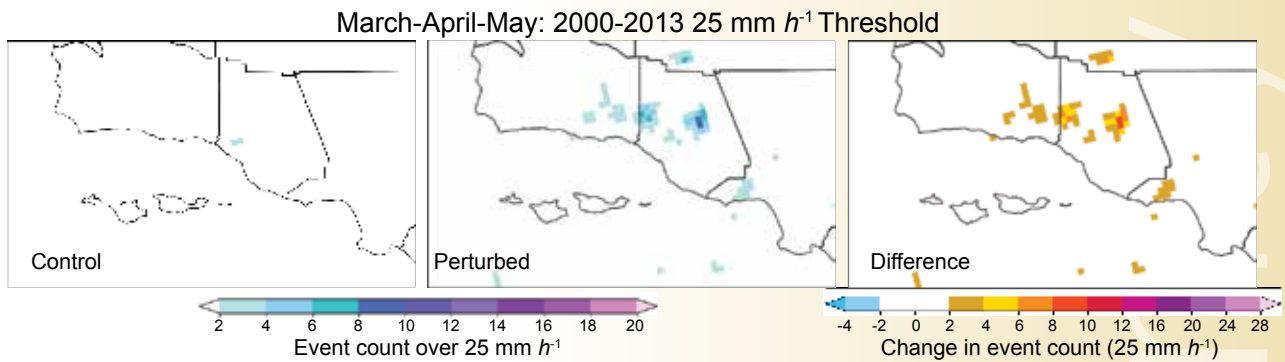 March-April-May: 2000-2013 25 mm h-1 Threshold
Control
Perturbed
Difference
2 4 6 8 10 12 14 16 18 20
Event count over 25 mm h-1
-4 -2 0 2 4 6 8 10 12 16 20 24 28
Change in event count (25 mm h-1)